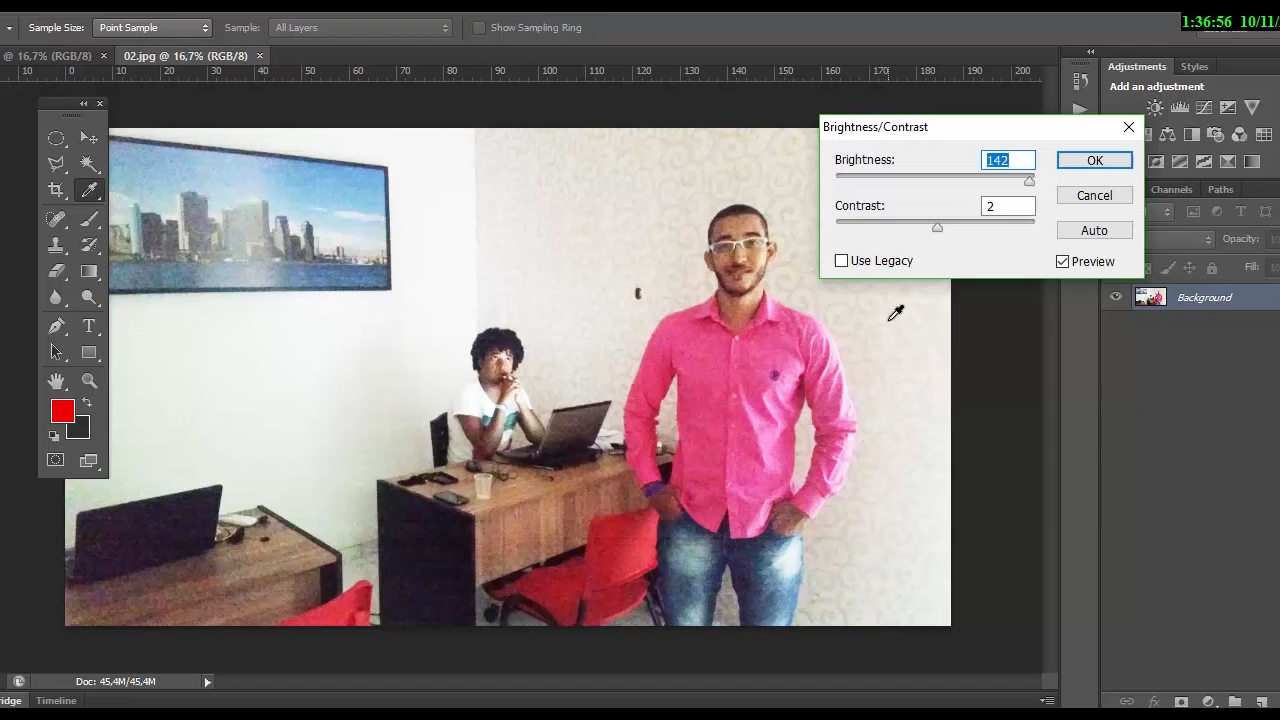 1:36:56 10/11/
Sample Size: Point Sample Sample: All Layers Show Sampling Ring
@ 16,7% (RGB/8) × 02.jpg @ 16,7% (RGB/8) ×
10 0 10 20 30 40 50 60 70 80 90 100 110 120 130 140 150 160 170 180 190 200
Adjustments Styles
Add an adjustment
Brightness/Contrast
Brightness: 142 OK
Cancel
Contrast: 2
Auto
Use Legacy Preview
Channels Paths
Opacity:
Fill:
Background
Doc: 45,4M/45,4M
ridge Timeline